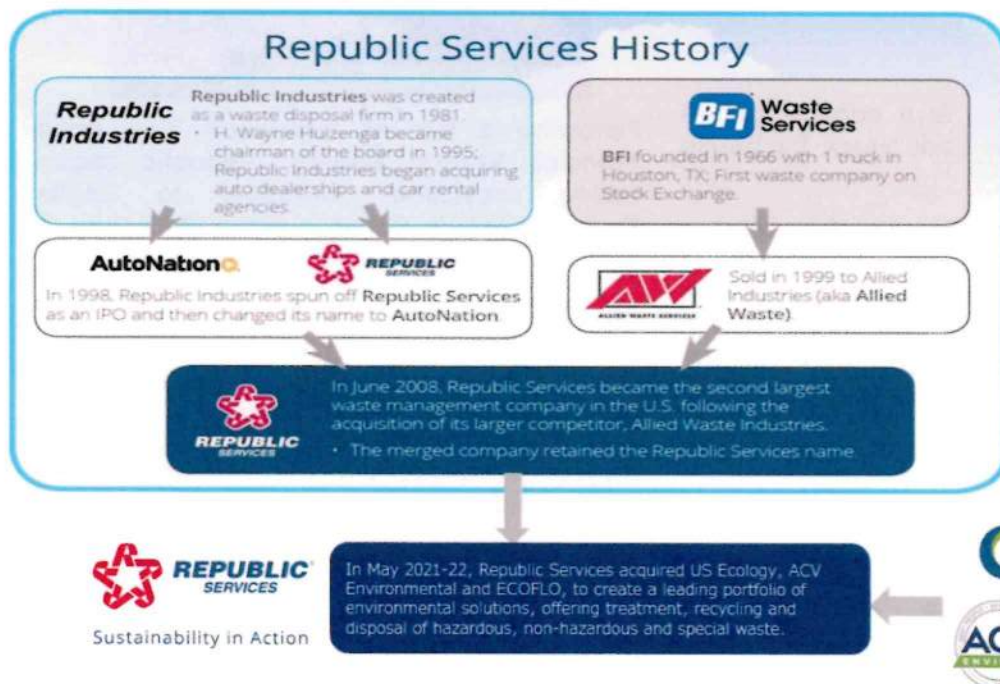 Republic Services History
Republic
Industries
Republic Industries was created
as a waste disposal firm in 1981.
• H. Wayne Huizenga became
chairman of the board in 1995;
Republic Industries began acquiring
auto dealerships and car rental
agencies.
BFI Waste
Services
BFI founded in 1966 with 1 truck in
Houston, TX; First waste company on
Stock Exchange.
AutoNation
REPUBLIC
SERVICES
In 1998, Republic Industries spun off Republic Services
as an IPO and then changed its name to AutoNation.
AW
ALLIED WASTE SERVICES
Sold in 1999 to Allied
Industries (aka Allied
Waste).
REPUBLIC
SERVICES
In June 2008, Republic Services became the second largest
waste management company in the U.S. following the
acquisition of its larger competitor, Allied Waste Industries.
• The merged company retained the Republic Services name
REPUBLIC
SERVICES
Sustainability in Action
In May 2021-22, Republic Services acquired US Ecology, ACV
Environmental and ECOFLO, to create a leading portfolio of
environmental solutions, offering treatment, recycling and
disposal of hazardous, non-hazardous and special waste.